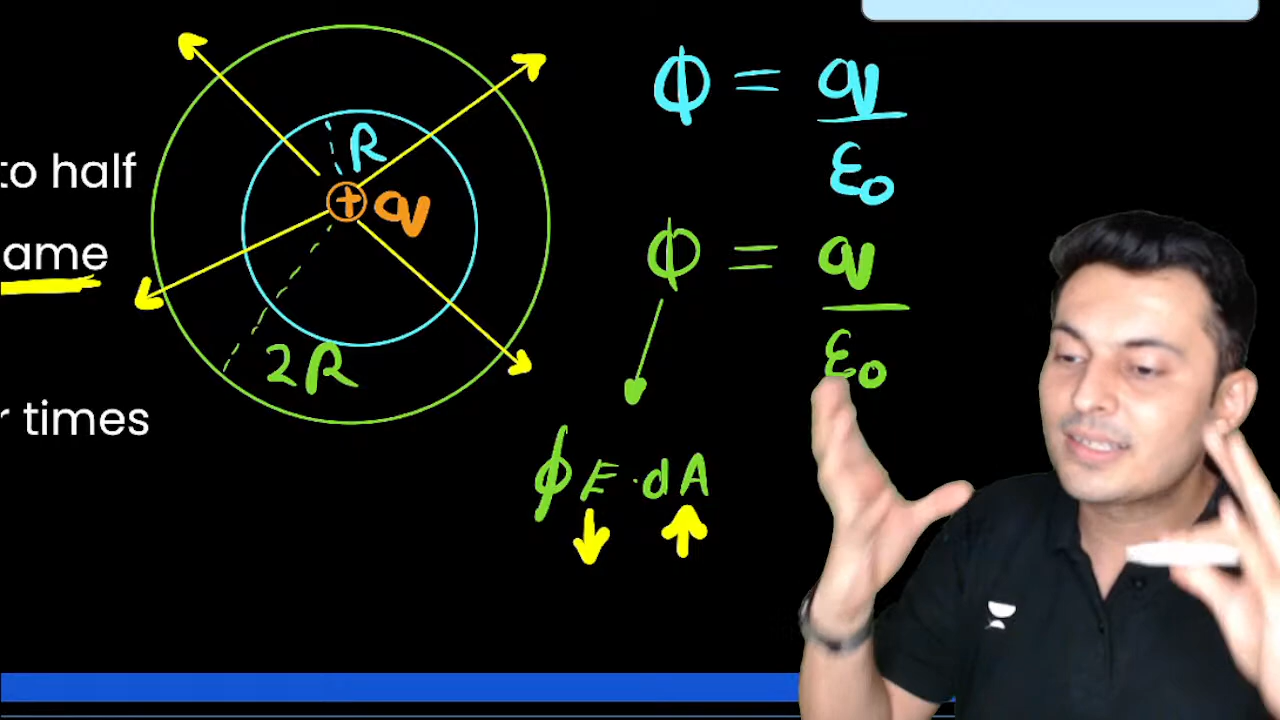 to half
ame
r times
R
+ q
2R
ϕ = q/ε₀
ϕ = q/ε₀
∮ E · dA